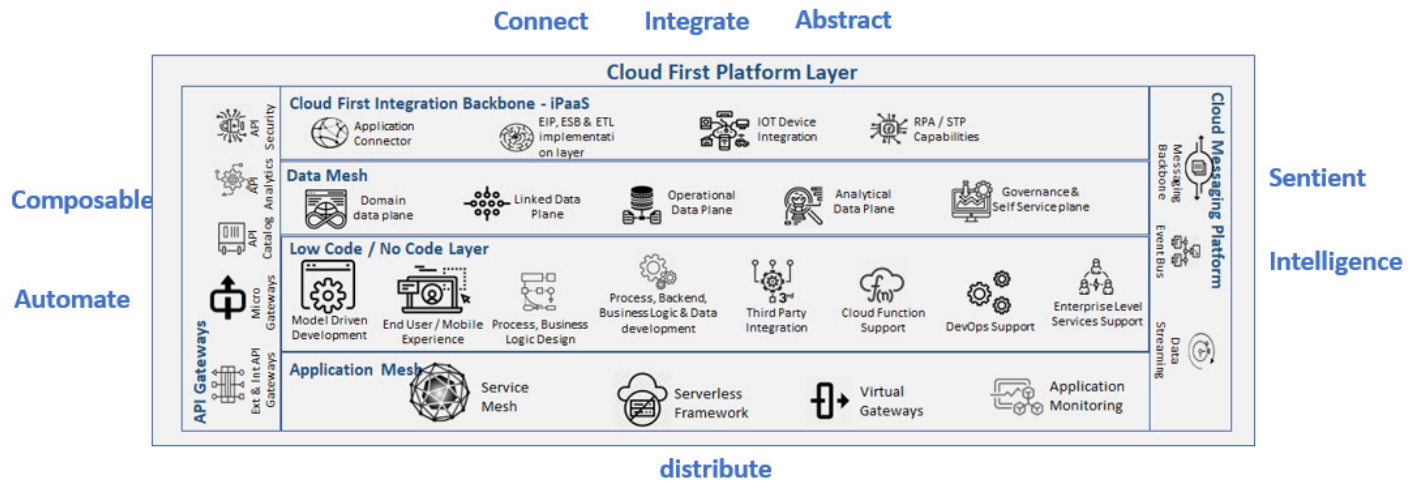 Connect Integrate Abstract
Cloud First Platform Layer
Composable
Automate
API Gateways
API
Security
API
Analytics
API
Catalog
Micro
Gateways
Ext & Int API
Gateways
Cloud First Integration Backbone - iPaaS
Application
Connector
EIP, ESB & ETL
implementati
on layer
IOT Device
Integration
RPA / STP
Capabilities
Data Mesh
Domain
data plane
Linked Data
Plane
Operational
Data Plane
Analytical
Data Plane
Governance &
Self Service plane
Low Code / No Code Layer
Model Driven
Development
End User / Mobile
Experience
Process, Business
Logic Design
Process, Backend,
Business Logic & Data
development
3rd
Third Party
Integration
f(n)
Cloud Function
Support
DevOps Support
Enterprise Level
Services Support
Application Mesh
Service
Mesh
Serverless
Framework
Virtual
Gateways
Application
Monitoring
Cloud Messaging Platform
Messaging
Backbone
Event Bus
Data
Streaming
Sentient
Intelligence
distribute